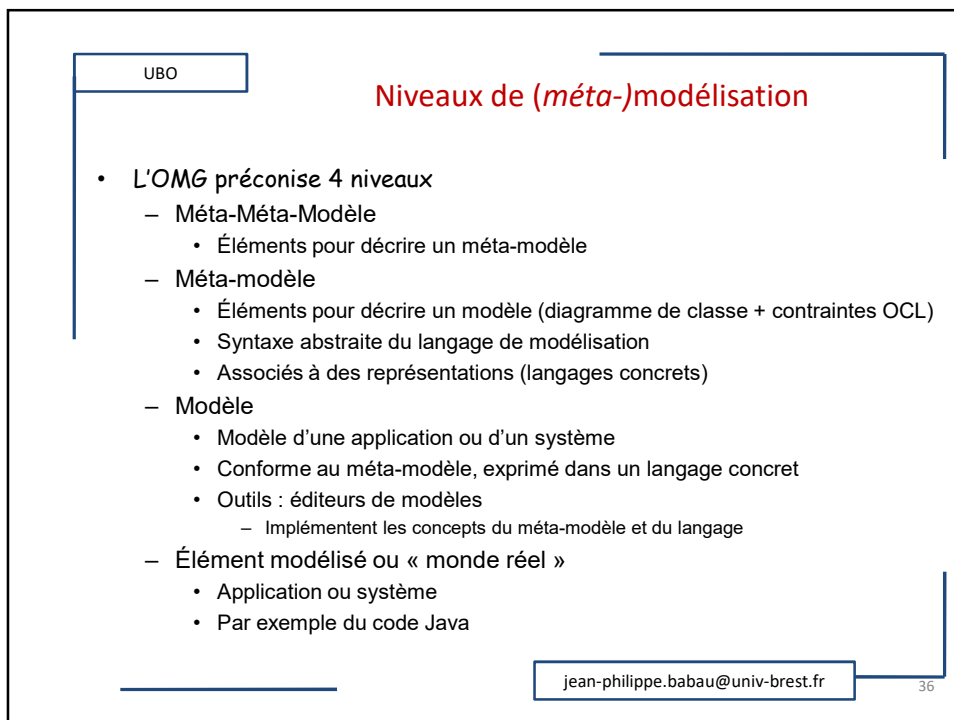 UBO
Niveaux de (méta-)modélisation
• L'OMG préconise 4 niveaux
– Méta-Méta-Modèle
• Éléments pour décrire un méta-modèle
– Méta-modèle
• Éléments pour décrire un modèle (diagramme de classe + contraintes OCL)
• Syntaxe abstraite du langage de modélisation
• Associés à des représentations (langages concrets)
– Modèle
• Modèle d'une application ou d'un système
• Conforme au méta-modèle, exprimé dans un langage concret
• Outils : éditeurs de modèles
– Implémentent les concepts du méta-modèle et du langage
– Élément modélisé ou « monde réel »
• Application ou système
• Par exemple du code Java
jean-philippe.babau@univ-brest.fr
36